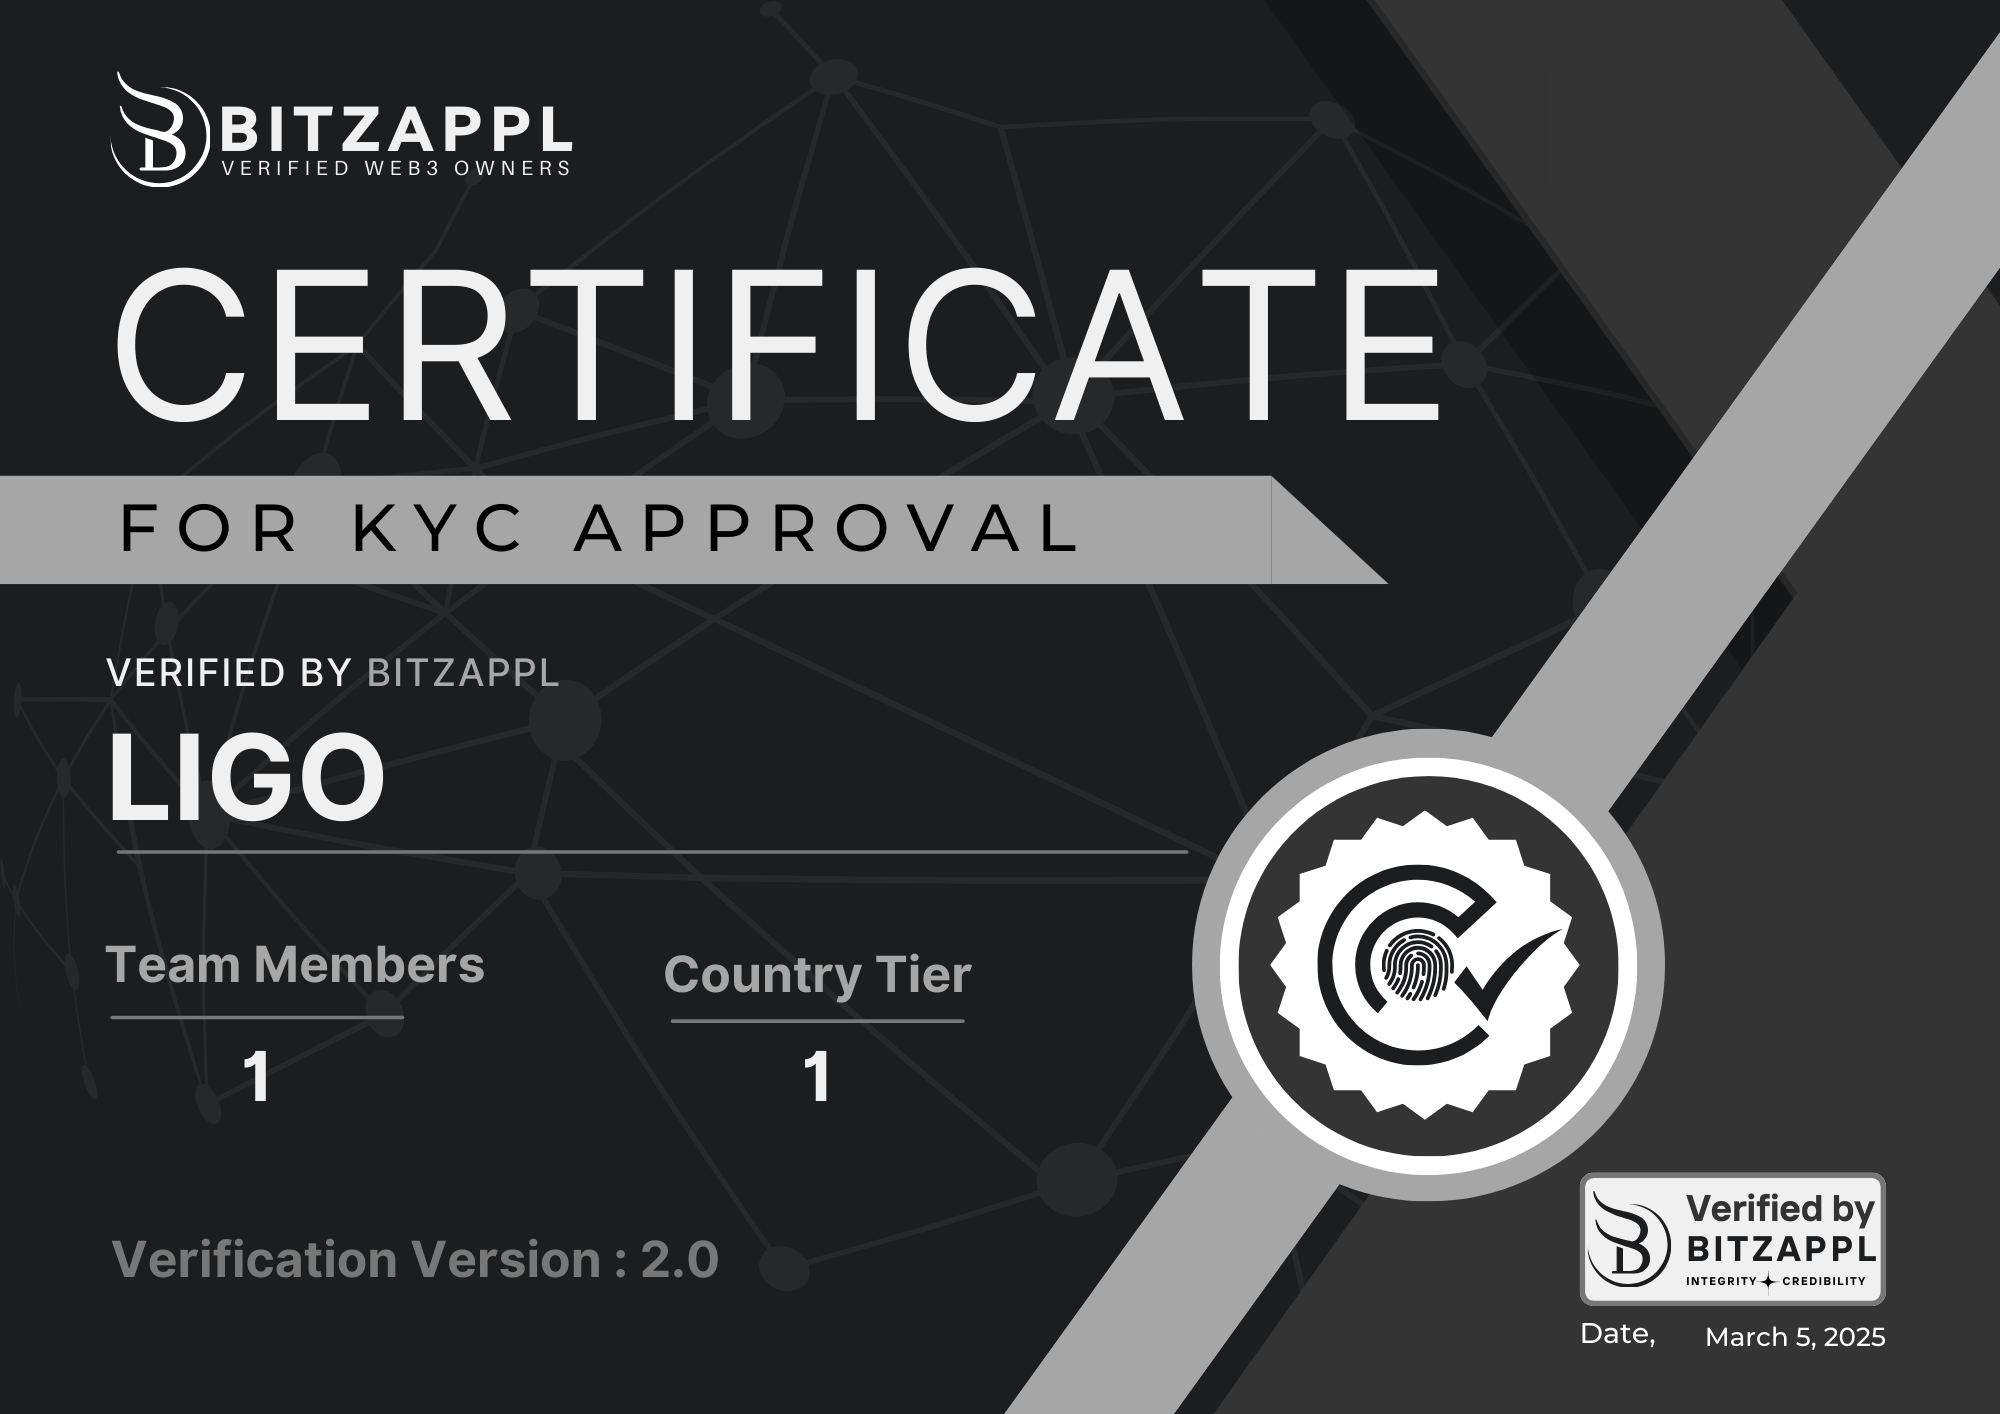 BITZAPPL
VERIFIED WEB3 OWNERS
CERTIFICATE
FOR KYC APPROVAL
VERIFIED BY BITZAPPL
LIGO
Team Members
Country Tier
1
1
Verification Version : 2.0
Verified by
BITZAPPL
INTEGRITY CREDIBILITY
Date, March 5, 2025